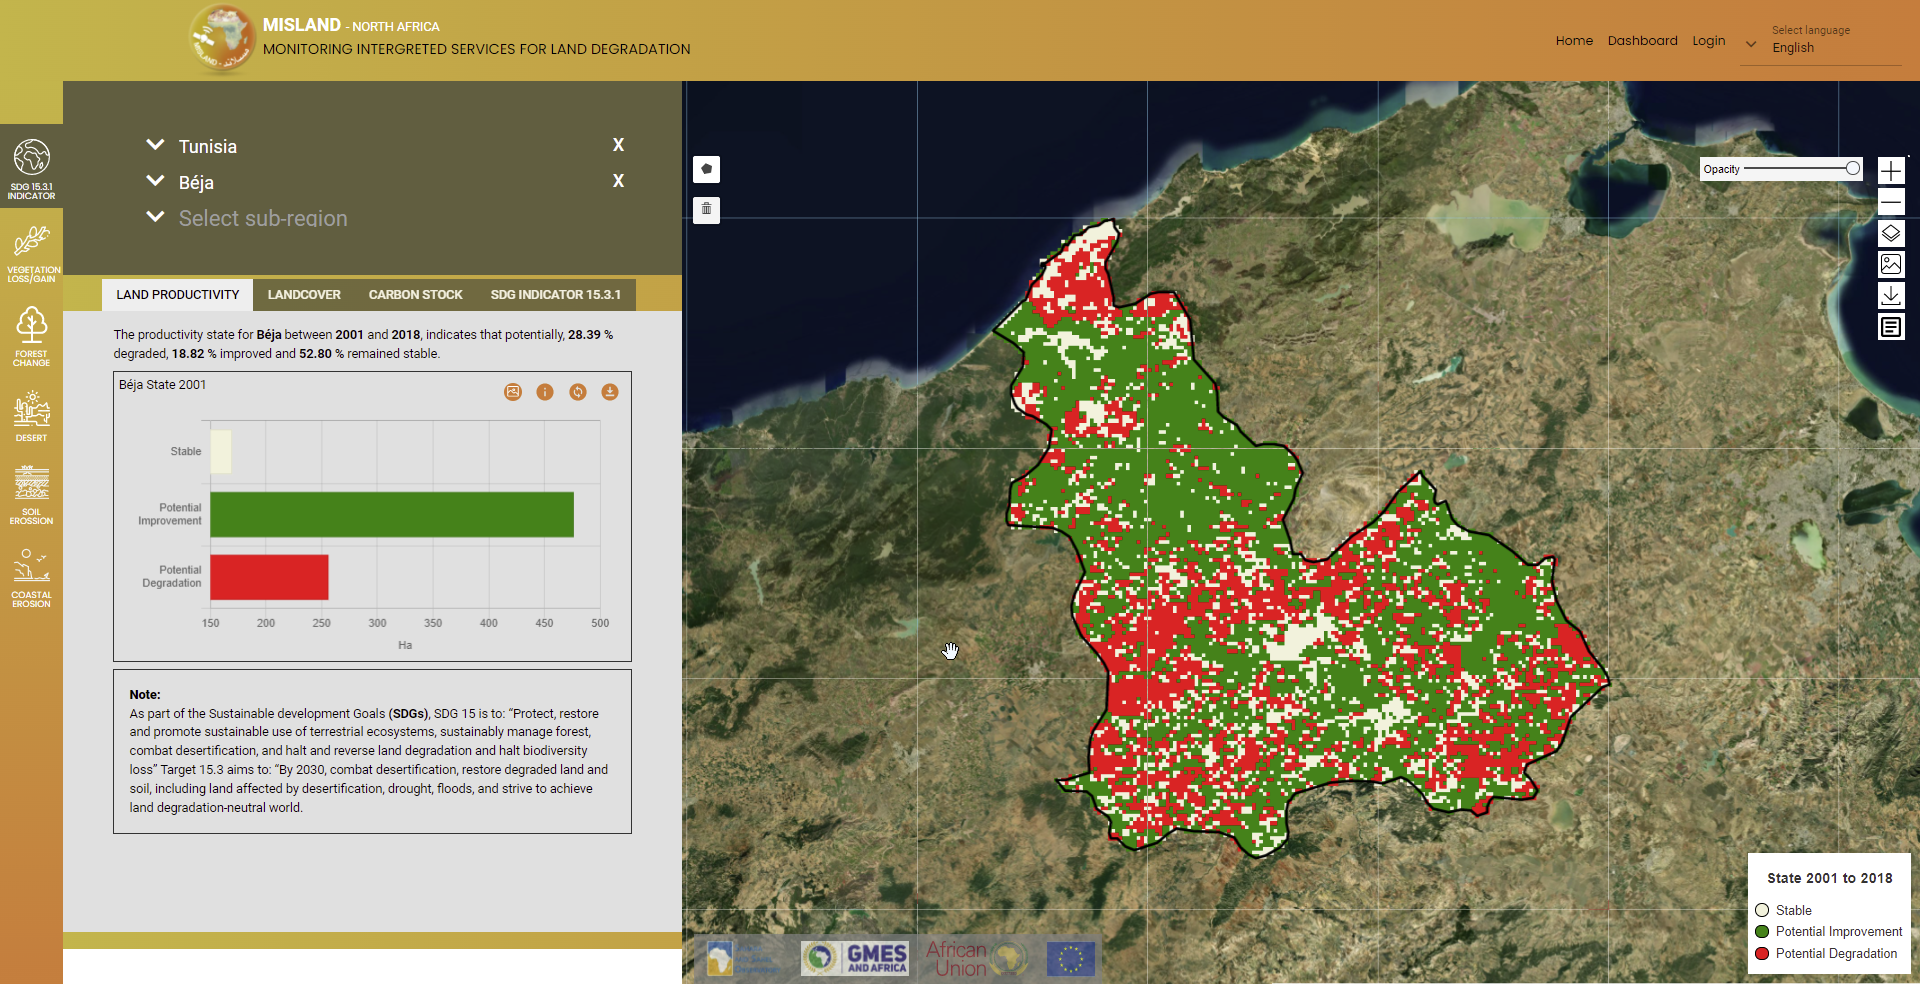 MISLAND - NORTH AFRICA
MONITORING INTERGRETED SERVICES FOR LAND DEGRADATION
Home
Dashboard
Login
Select language
English
SDG 15.3.1
INDICATOR
VEGETATION
LOSS/GAIN
FOREST
CHANGE
DESERT
SOIL
EROSSION
COASTAL
EROSION
Tunisia X
Béja X
Select sub-region
LAND PRODUCTIVITY LANDCOVER CARBON STOCK SDG INDICATOR 15.3.1
The productivity state for Béja between 2001 and 2018, indicates that potentially, 28.39 %
degraded, 18.82 % improved and 52.80 % remained stable.
Béja State 2001
Stable
Potential
Improvement
Potential
Degradation
150 200 250 300 350 400 450 500
Ha
Note:
As part of the Sustainable development Goals (SDGs), SDG 15 is to: “Protect, restore
and promote sustainable use of terrestrial ecosystems, sustainably manage forest,
combat desertification, and halt and reverse land degradation and halt biodiversity
loss” Target 15.3 aims to: “By 2030, combat desertification, restore degraded land and
soil, including land affected by desertification, drought, floods, and strive to achieve
land degradation-neutral world.
Opacity
GMES
AND AFRICA
African
Union
State 2001 to 2018
Stable
Potential Improvement
Potential Degradation